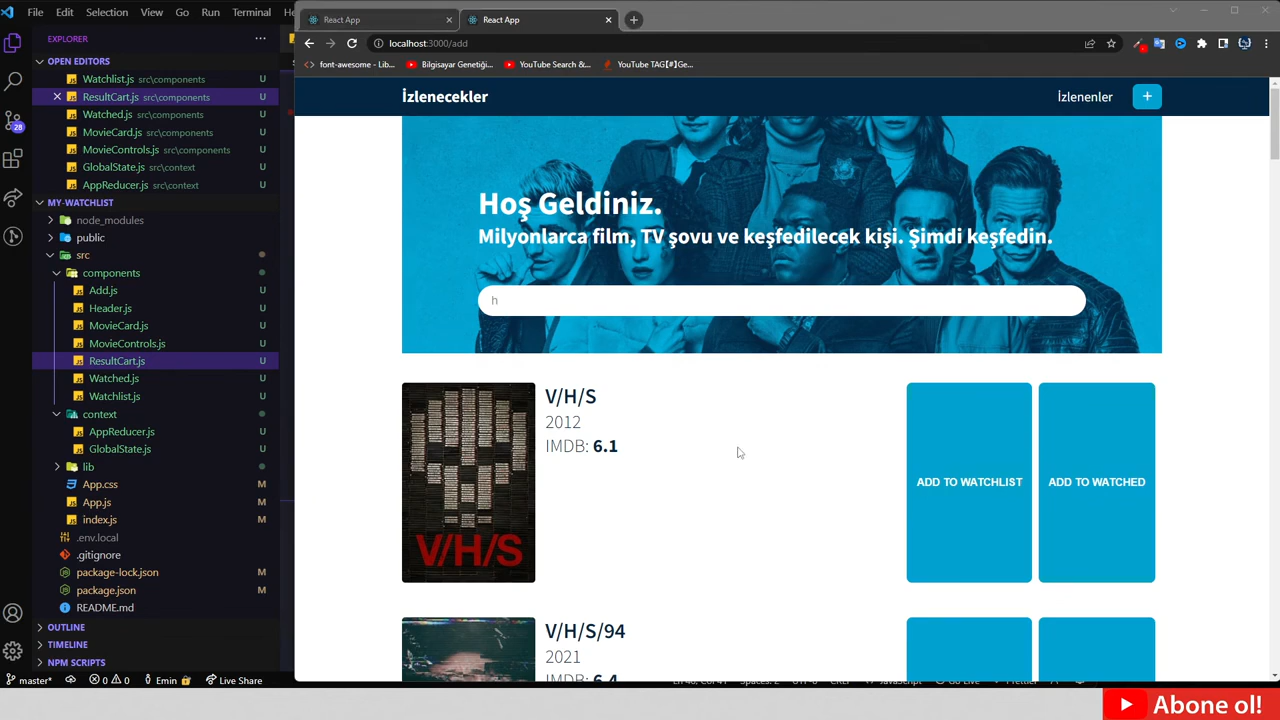 File Edit Selection View Go Run Terminal
React App
React App
EXPLORER
localhost:3000/add
OPEN EDITORS
font-awesome - Lib...
Bilgisayar Genetiği...
YouTube Search &...
YouTube TAG【#】Ge...
Watchlist.js src\components U
ResultCart.js src\components U
Watched.js src\components U
MovieCard.js src\components U
MovieControls.js src\components U
GlobalState.js src\context U
AppReducer.js src\context U
28
MY-WATCHLIST
node_modules
public
src
components
Add.js U
Header.js U
MovieCard.js U
MovieControls.js U
ResultCart.js U
Watched.js U
Watchlist.js U
context
AppReducer.js U
GlobalState.js U
lib
App.css M
App.js M
index.js M
.env.local
.gitignore
package-lock.json M
package.json M
README.md
OUTLINE
TIMELINE
NPM SCRIPTS
master* 0 0 Emin Live Share
İzlenecekler
İzlenenler +
Hoş Geldiniz.
Milyonlarca film, TV şovu ve keşfedilecek kişi. Şimdi keşfedin.
h
V/H/S
2012
IMDB: 6.1
V/H/S
ADD TO WATCHLIST
ADD TO WATCHED
V/H/S/94
2021
Abone ol!